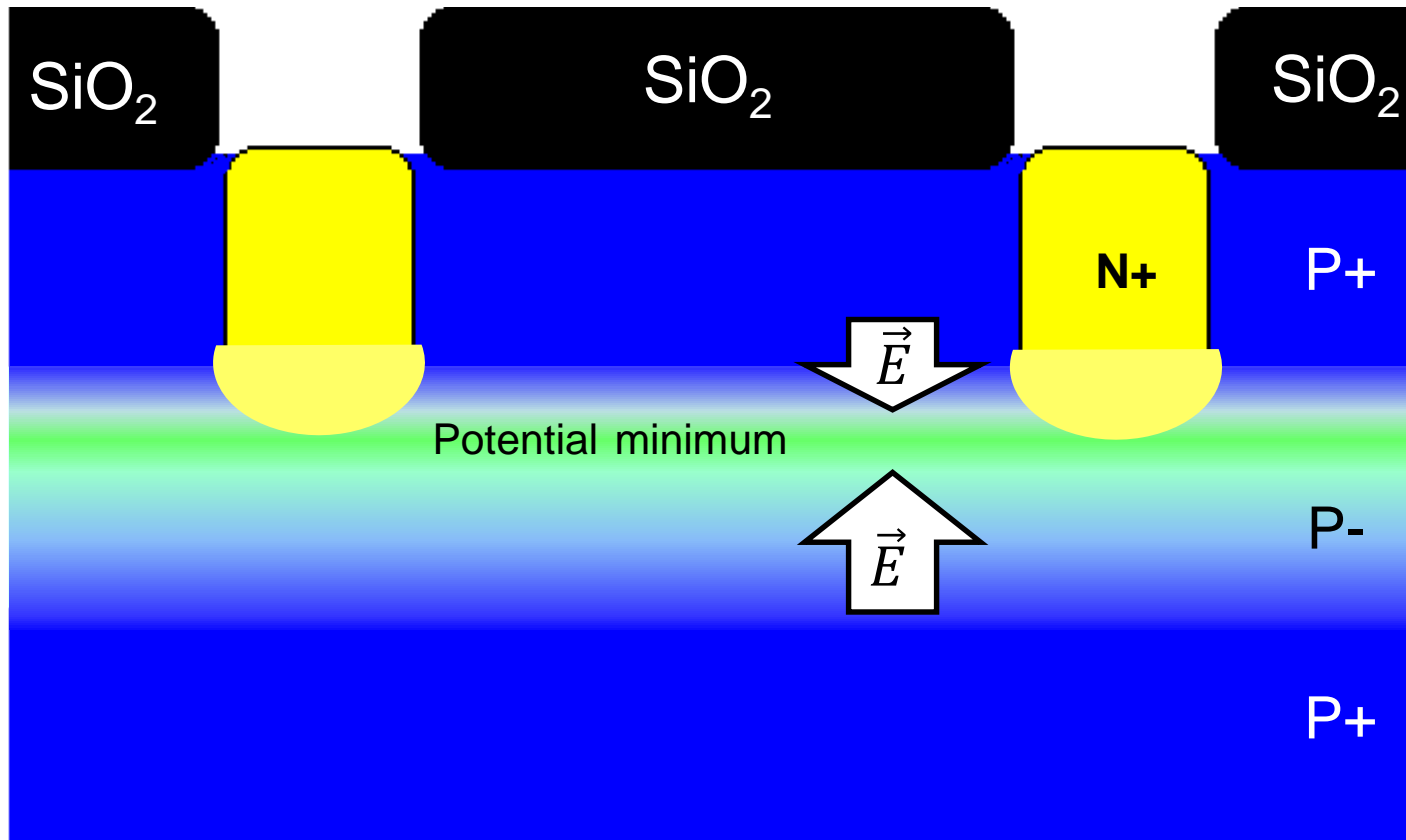 SiO₂
SiO₂
SiO₂
N+
P+
E⃗
Potential minimum
P-
E⃗
P+